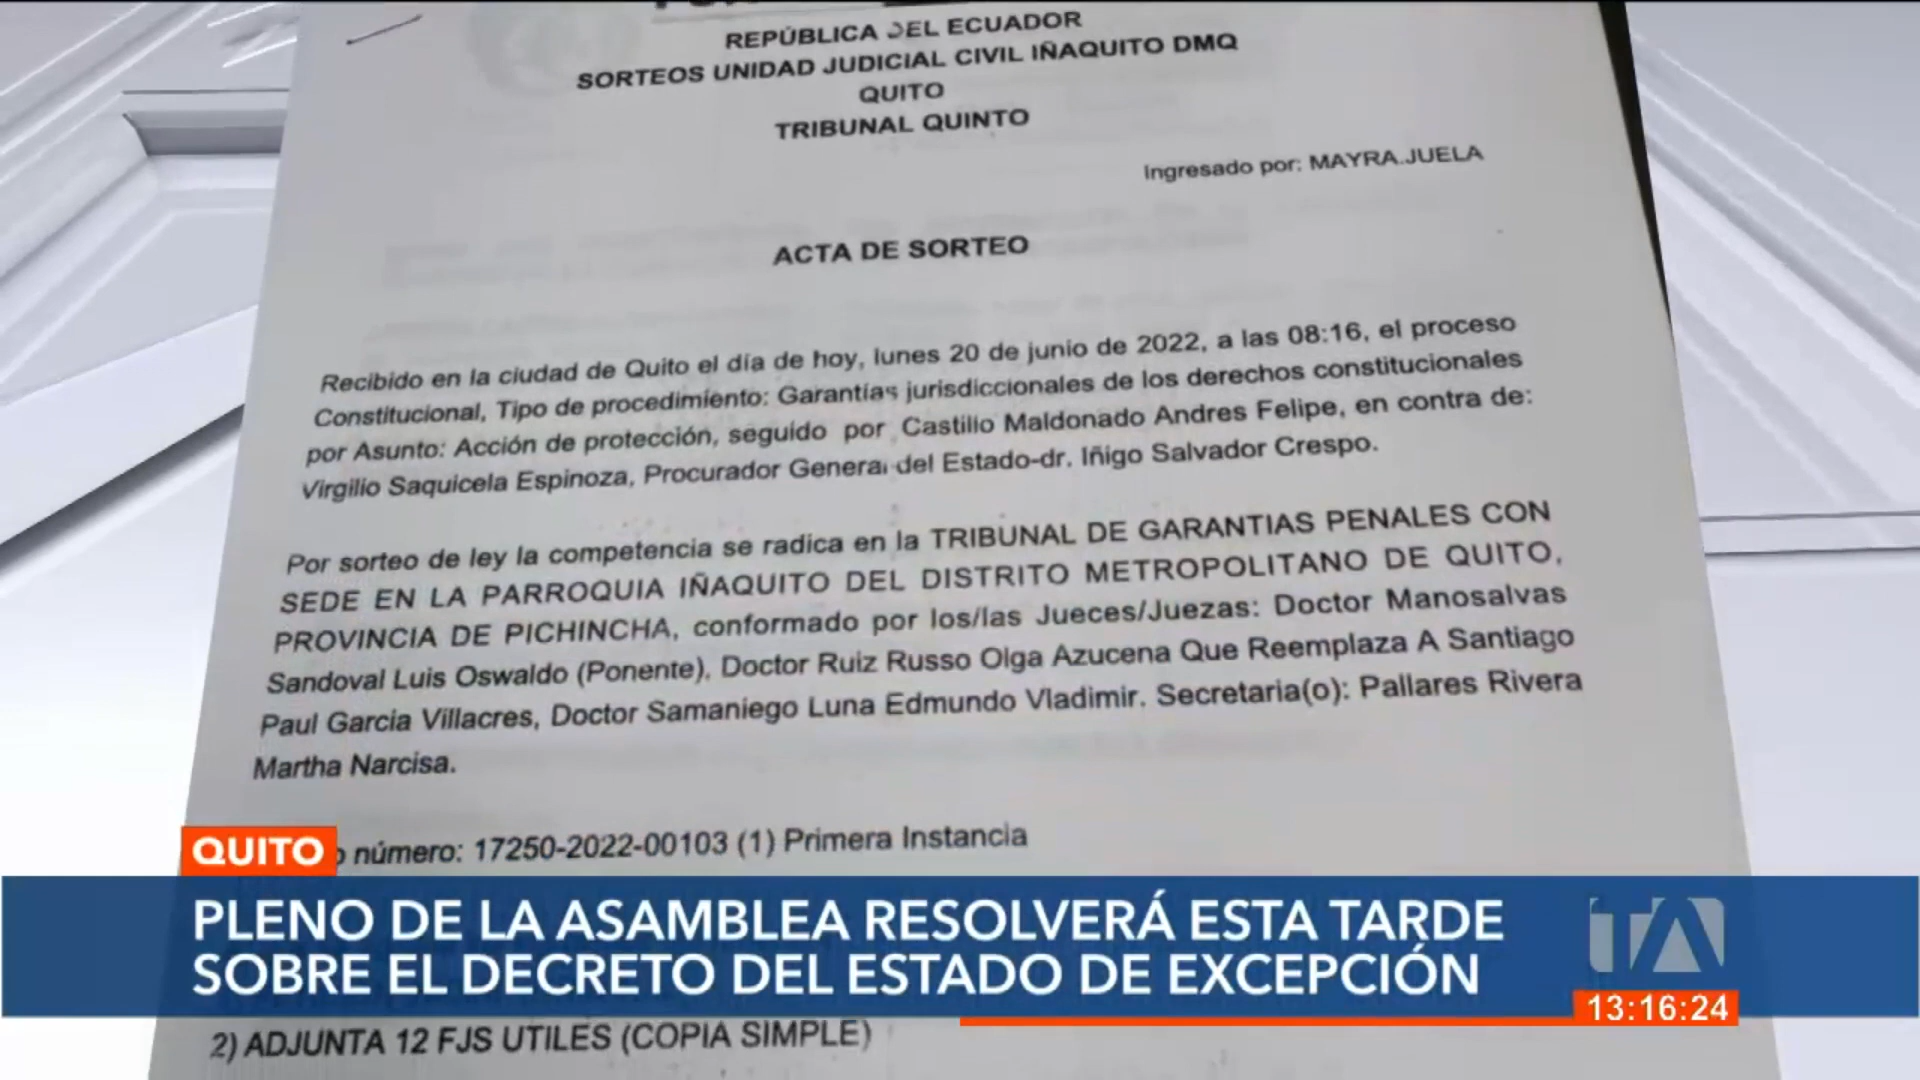 REPÚBLICA DEL ECUADOR
SORTEOS UNIDAD JUDICIAL CIVIL IÑAQUITO DMQ
QUITO
TRIBUNAL QUINTO
Ingresado por: MAYRA.JUELA
ACTA DE SORTEO
Recibido en la ciudad de Quito el día de hoy, lunes 20 de junio de 2022, a las 08:16, el proceso
Constitucional, Tipo de procedimiento: Garantías jurisdiccionales de los derechos constitucionales
por Asunto: Acción de protección, seguido por Castillo Maldonado Andres Felipe, en contra de:
Virgilio Saquicela Espinoza, Procurador General del Estado-dr. Iñigo Salvador Crespo.
Por sorteo de ley la competencia se radica en la TRIBUNAL DE GARANTIAS PENALES CON
SEDE EN LA PARROQUIA IÑAQUITO DEL DISTRITO METROPOLITANO DE QUITO,
PROVINCIA DE PICHINCHA, conformado por los/las Jueces/Juezas: Doctor Manosalvas
Sandoval Luis Oswaldo (Ponente), Doctor Ruiz Russo Olga Azucena Que Reemplaza A Santiago
Paul Garcia Villacres, Doctor Samaniego Luna Edmundo Vladimir. Secretaria(o): Pallares Rivera
Martha Narcisa.
número: 17250-2022-00103 (1) Primera Instancia
QUITO
PLENO DE LA ASAMBLEA RESOLVERÁ ESTA TARDE
SOBRE EL DECRETO DEL ESTADO DE EXCEPCIÓN
TA
13:16:24
2) ADJUNTA 12 FJS UTILES (COPIA SIMPLE)